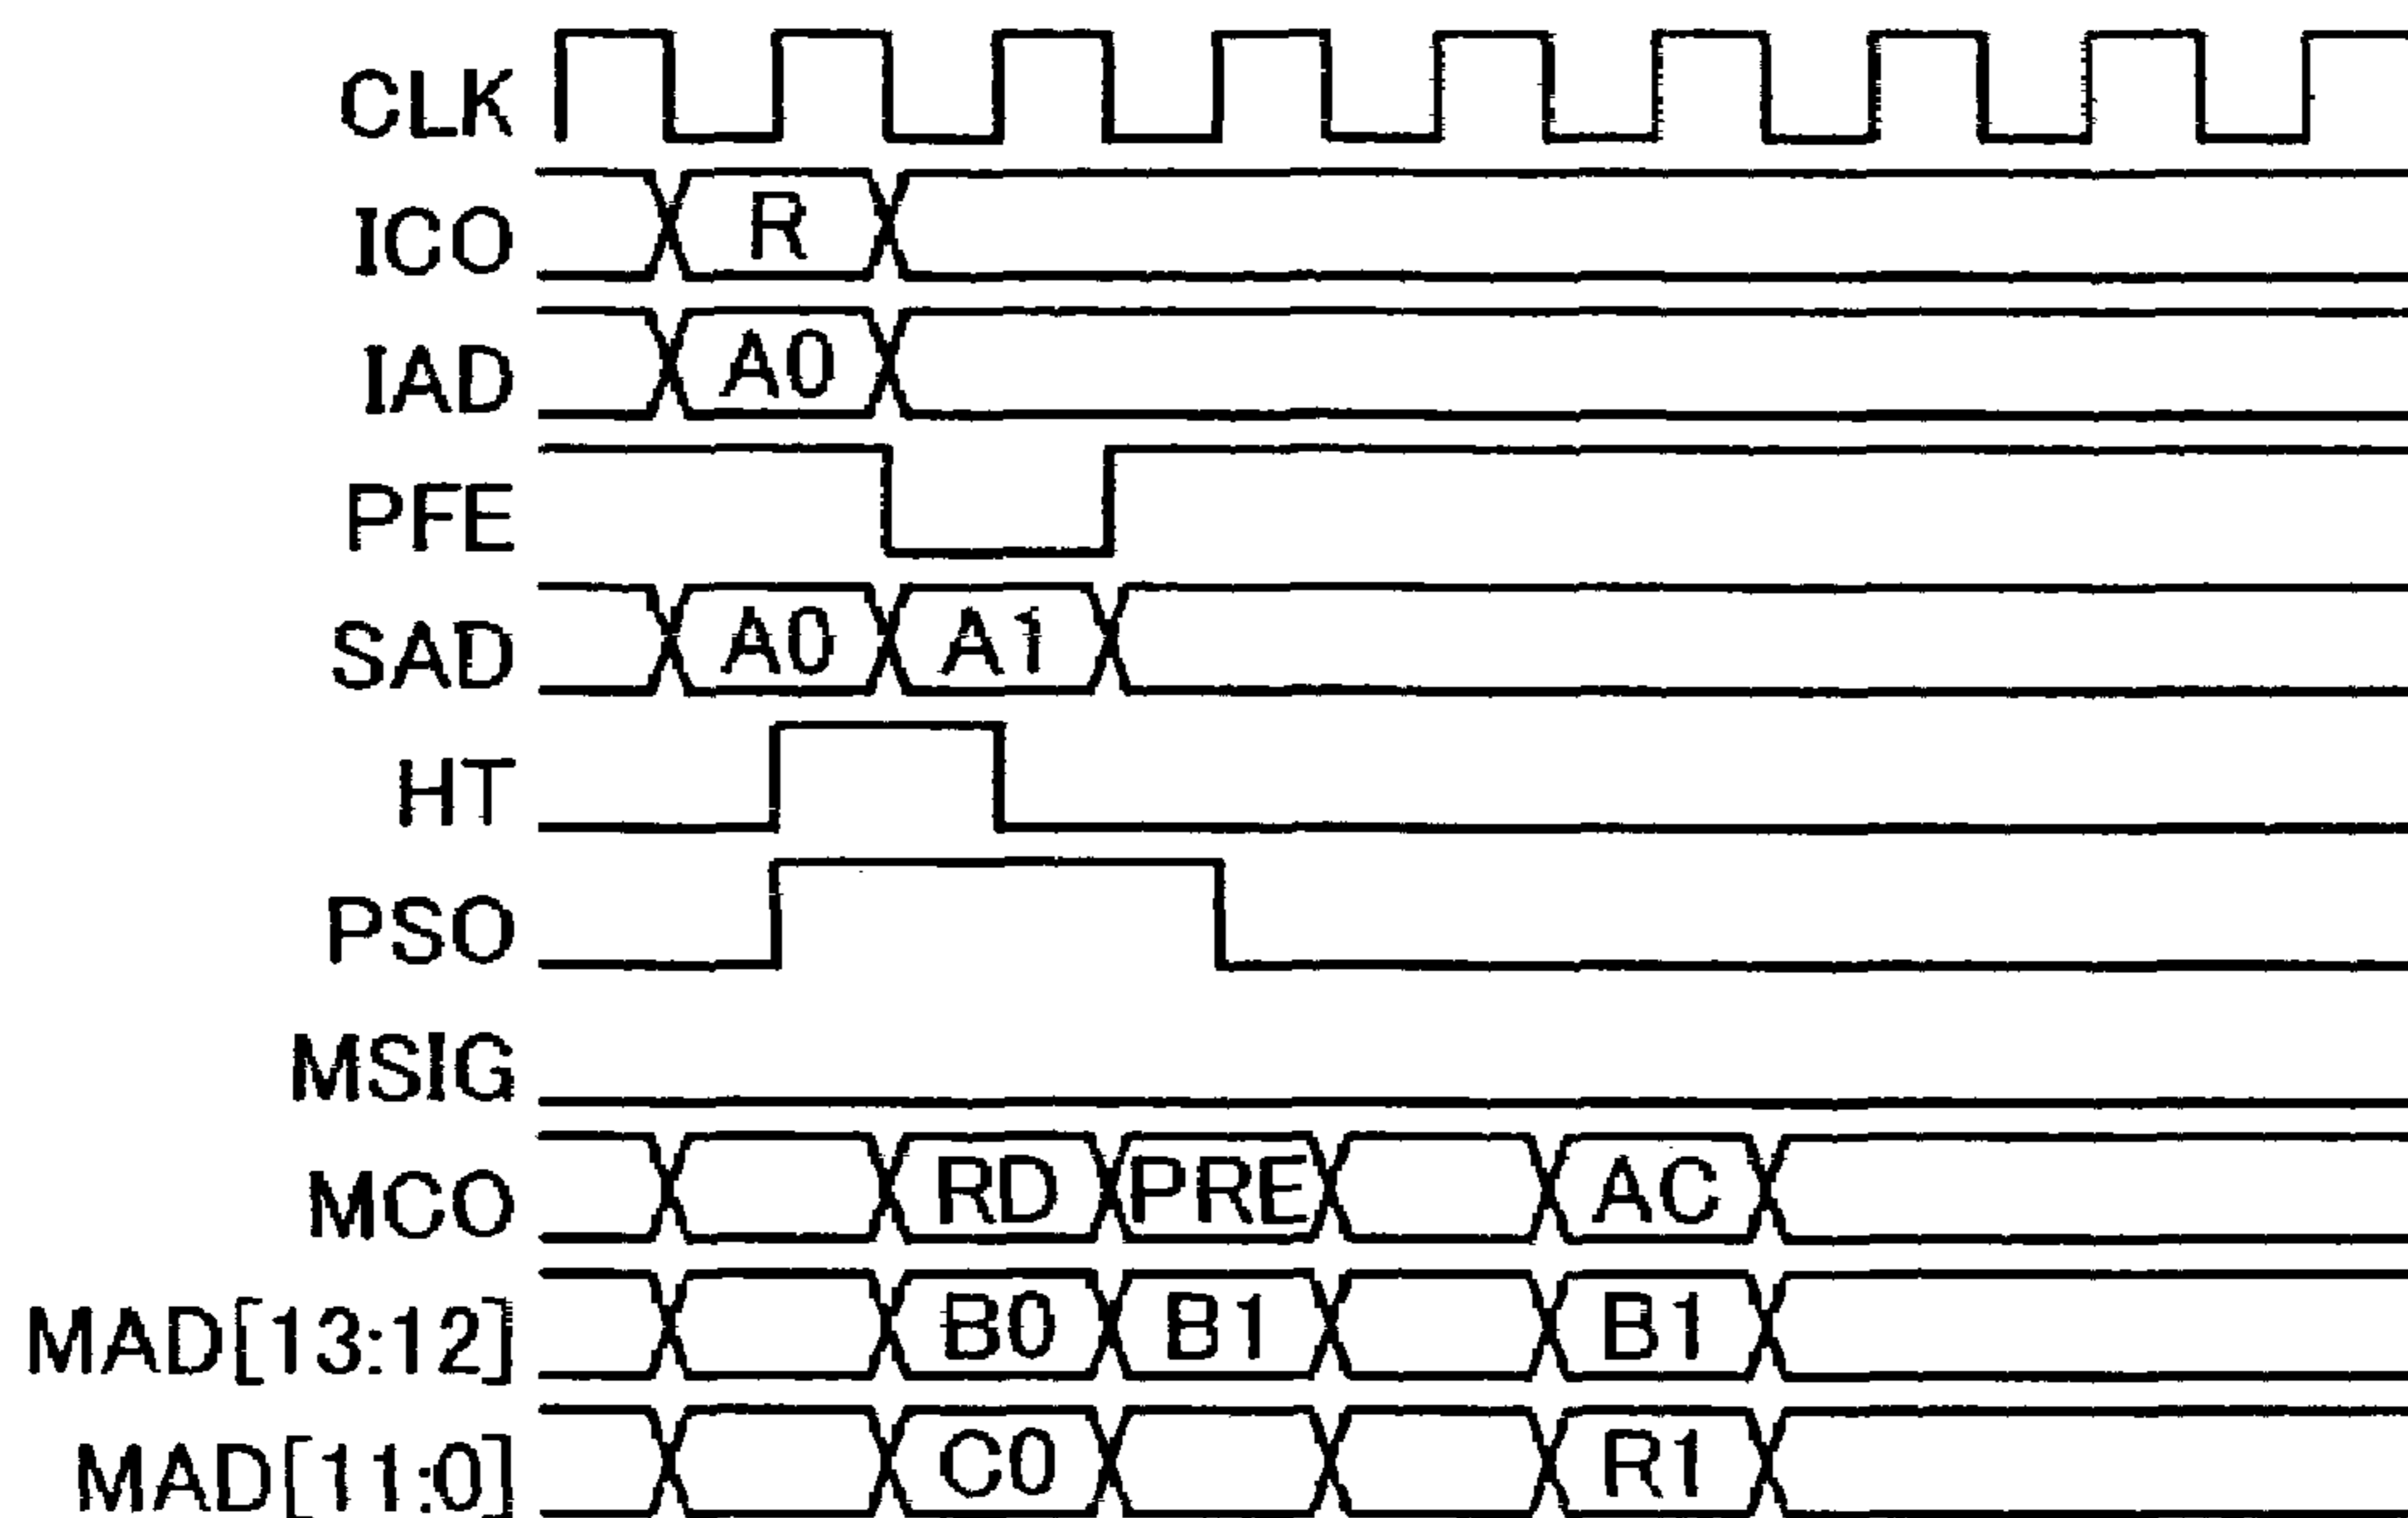 CLK
ICO R
IAD A0
PFE
SAD A0 A1
HT
PSO
MSIG
MCO RD PRE AC
MAD[13:12] B0 B1 B1
MAD[11:0] C0 R1